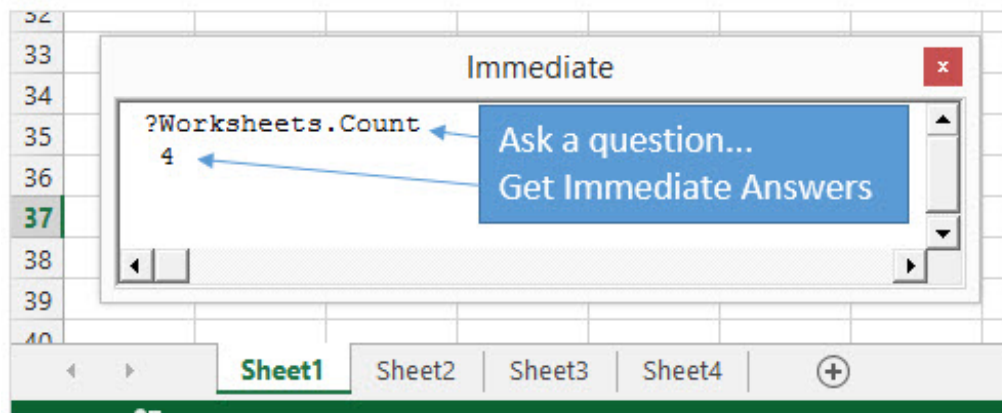 32
33
Immediate
x
34
?Worksheets.Count
Ask a question...
35
4
Get Immediate Answers
36
37
38
39
40
Sheet1 Sheet2 Sheet3 Sheet4